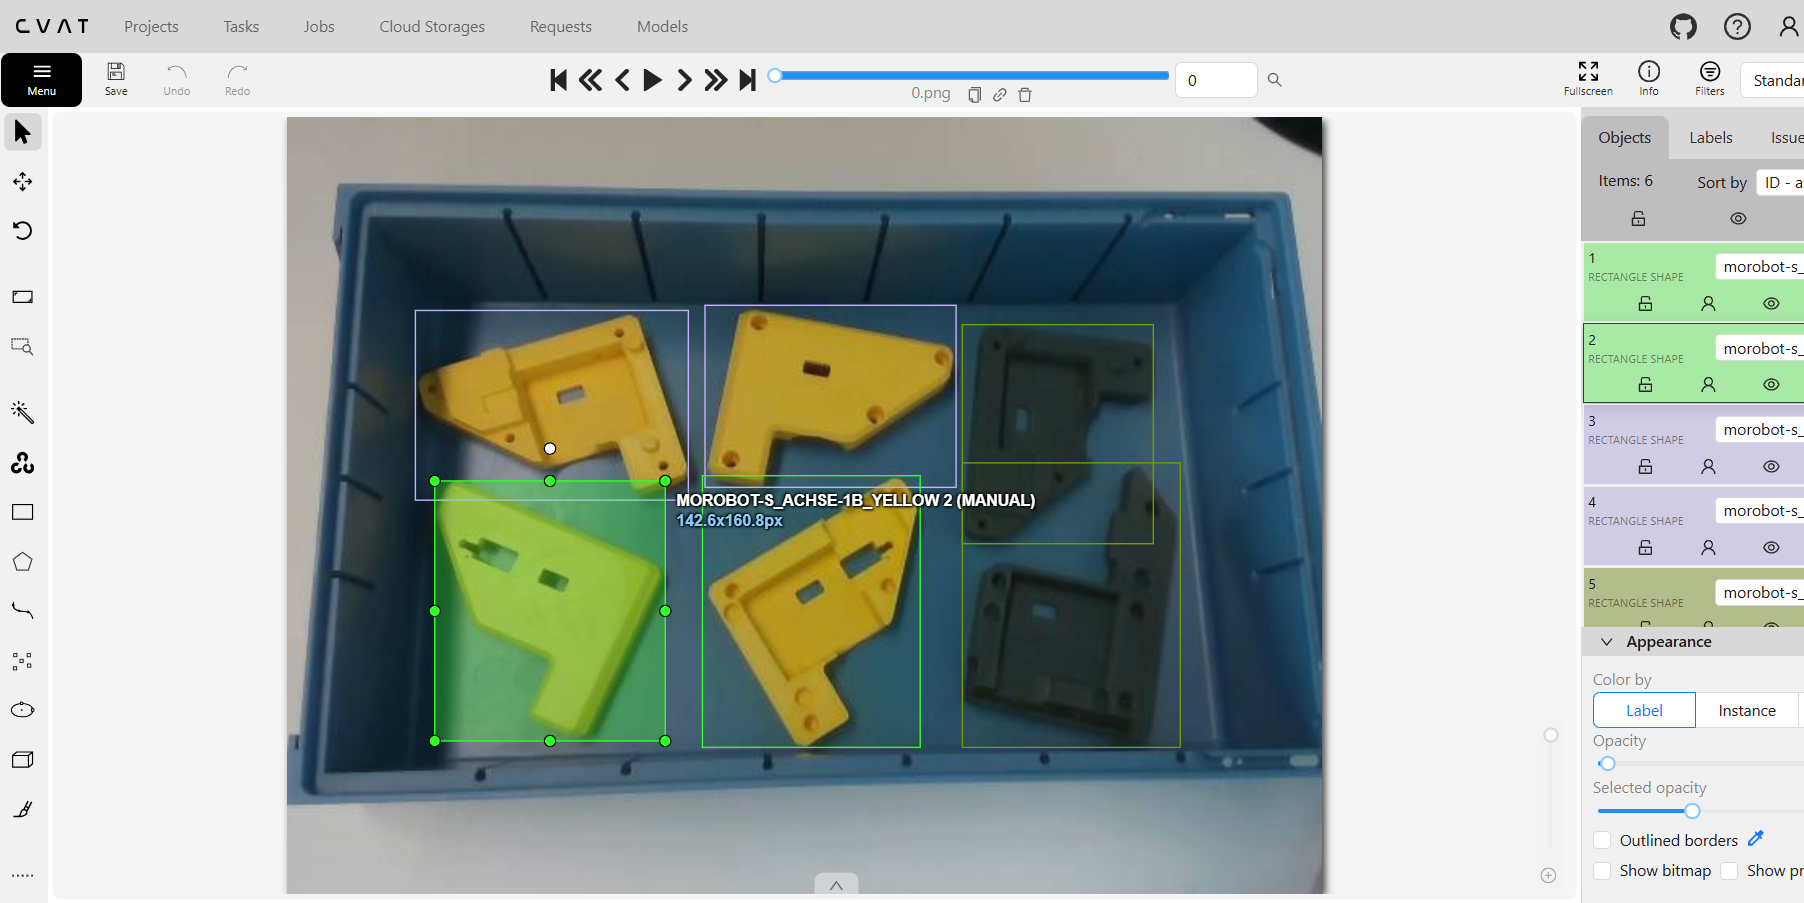 CVAT Projects Tasks Jobs Cloud Storages Requests Models
Menu Save Undo Redo
0.png
0
Fullscreen Info Filters Standar
Objects Labels Issue
Items: 6 Sort by ID - a
1 morobot-s_
RECTANGLE SHAPE
2 morobot-s_
RECTANGLE SHAPE
3 morobot-s_
RECTANGLE SHAPE
4 morobot-s_
RECTANGLE SHAPE
5 morobot-s_
RECTANGLE SHAPE
MOROBOT-S_ACHSE-1B_YELLOW 2 (MANUAL)
142.6x160.8px
Appearance
Color by
Label Instance
Opacity
Selected opacity
Outlined borders
Show bitmap Show pr